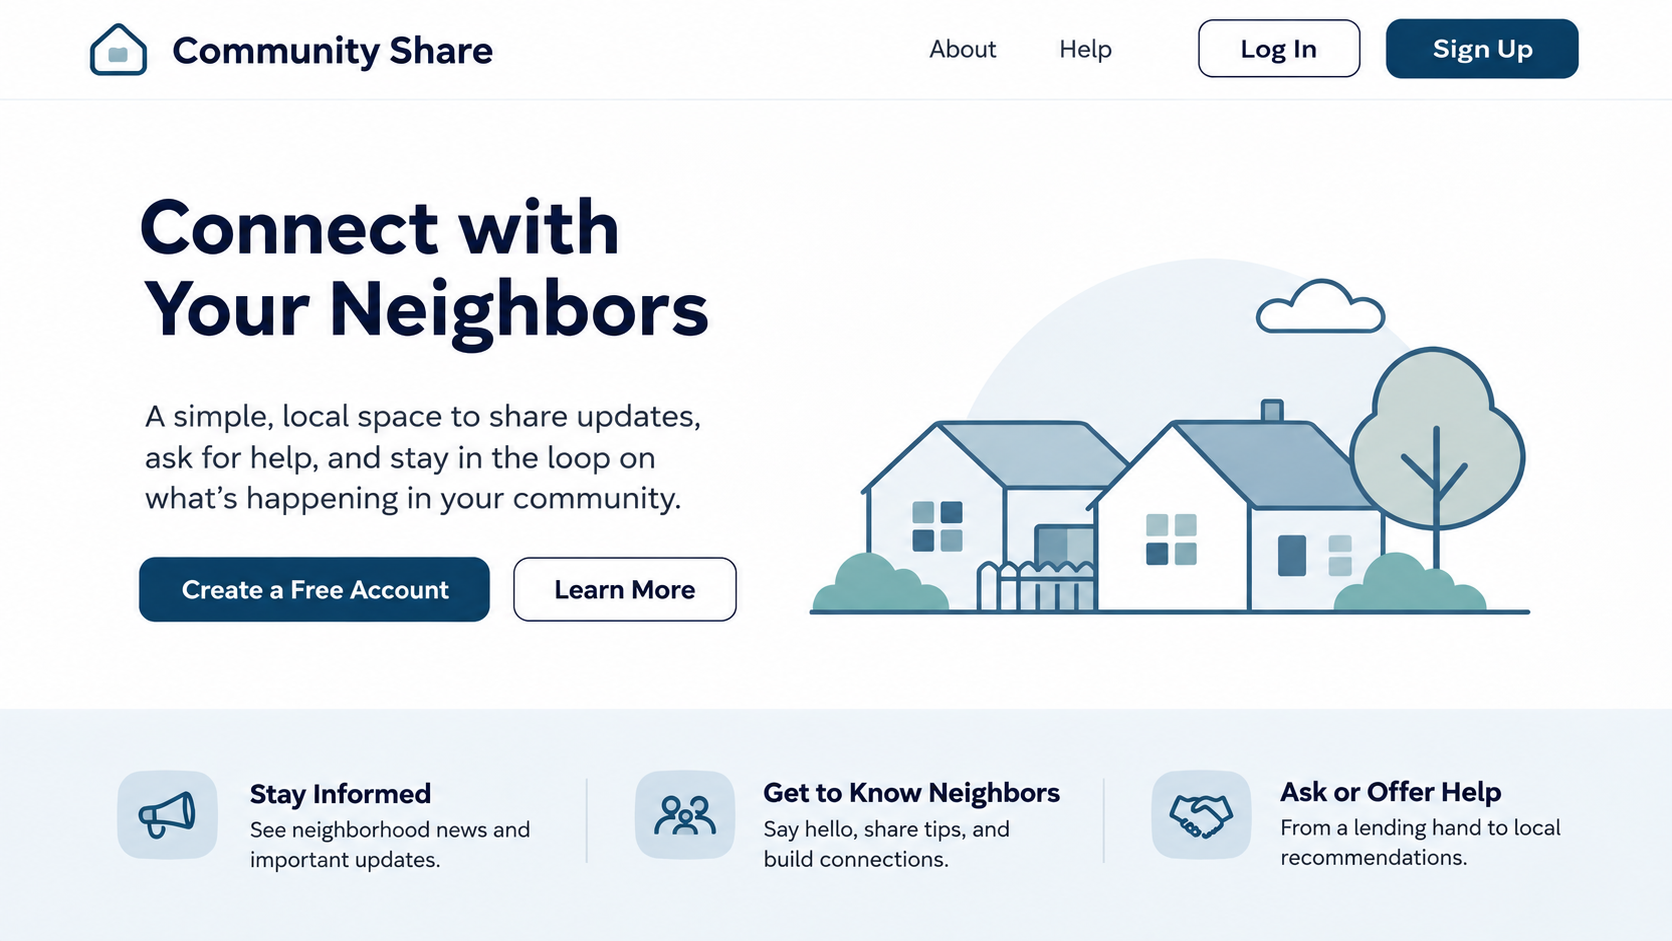 Community Share
About
Help
Log In
Sign Up
Connect with
Your Neighbors
A simple, local space to share updates,
ask for help, and stay in the loop on
what’s happening in your community.
Create a Free Account
Learn More
Stay Informed
See neighborhood news and
important updates.
Get to Know Neighbors
Say hello, share tips, and
build connections.
Ask or Offer Help
From a lending hand to local
recommendations.